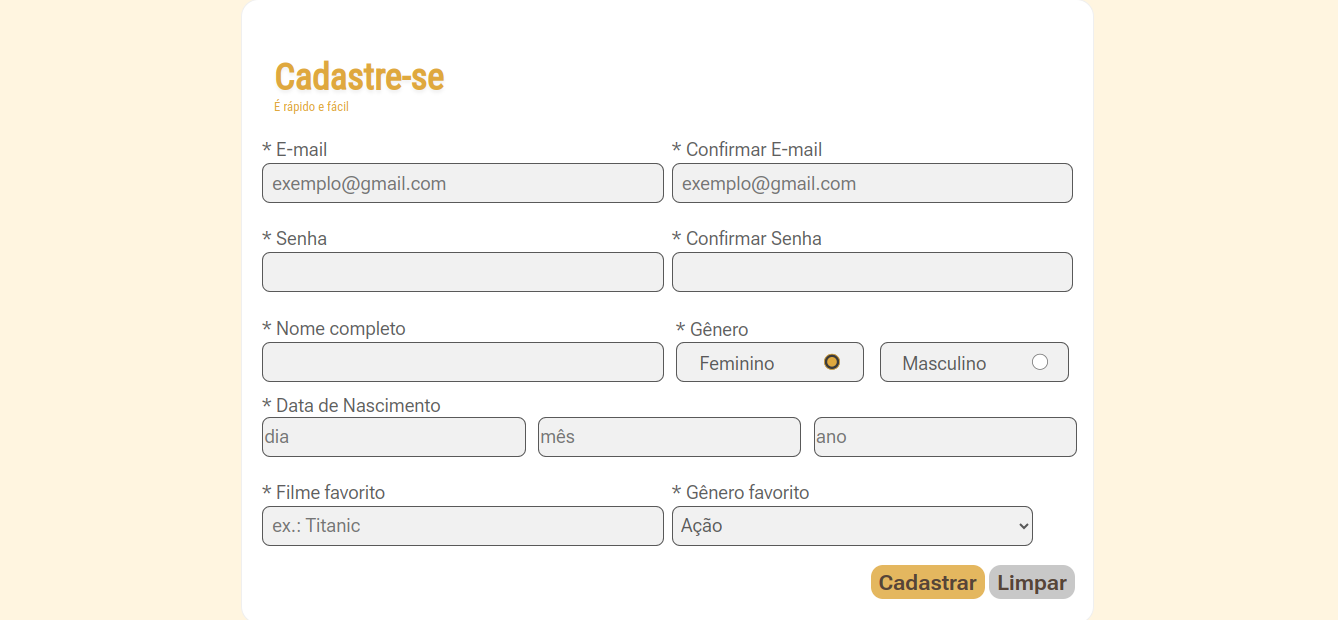 Cadastre-se
É rápido e fácil
* E-mail
* Confirmar E-mail
exemplo@gmail.com
exemplo@gmail.com
* Senha
* Confirmar Senha
* Nome completo
* Gênero
Feminino
Masculino
* Data de Nascimento
dia
mês
ano
* Filme favorito
* Gênero favorito
ex.: Titanic
Ação
Cadastrar
Limpar